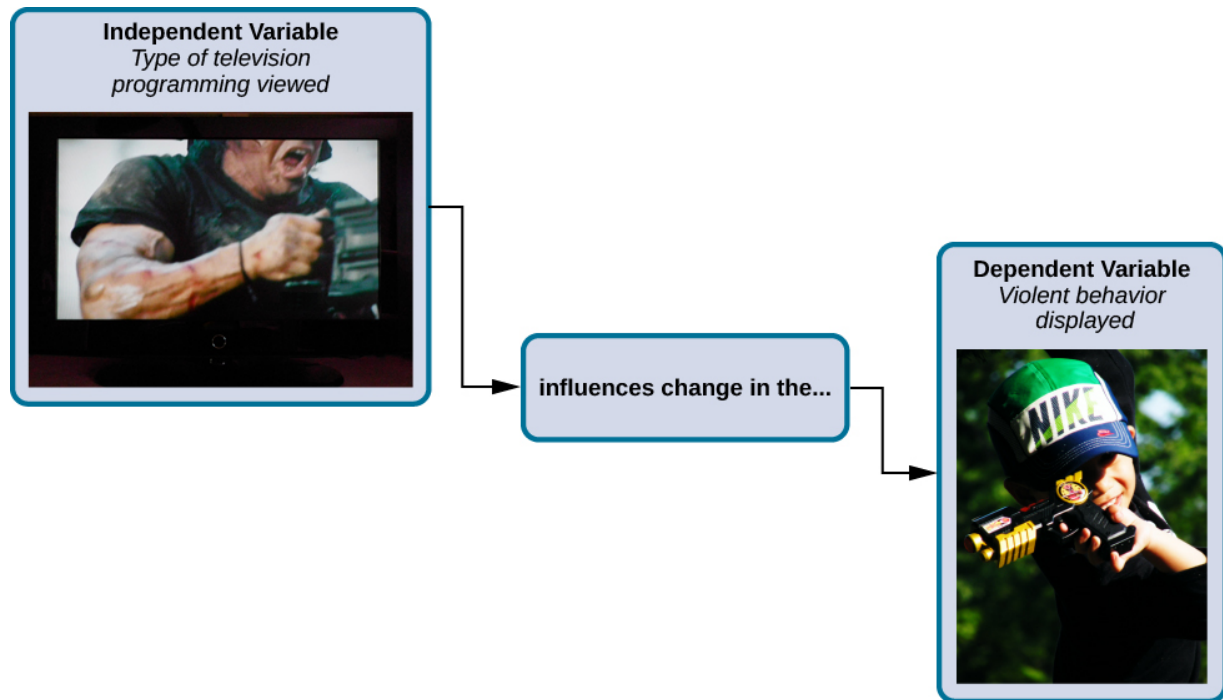 Independent Variable
Type of television
programming viewed
influences change in the...
Dependent Variable
Violent behavior
displayed
NIKE